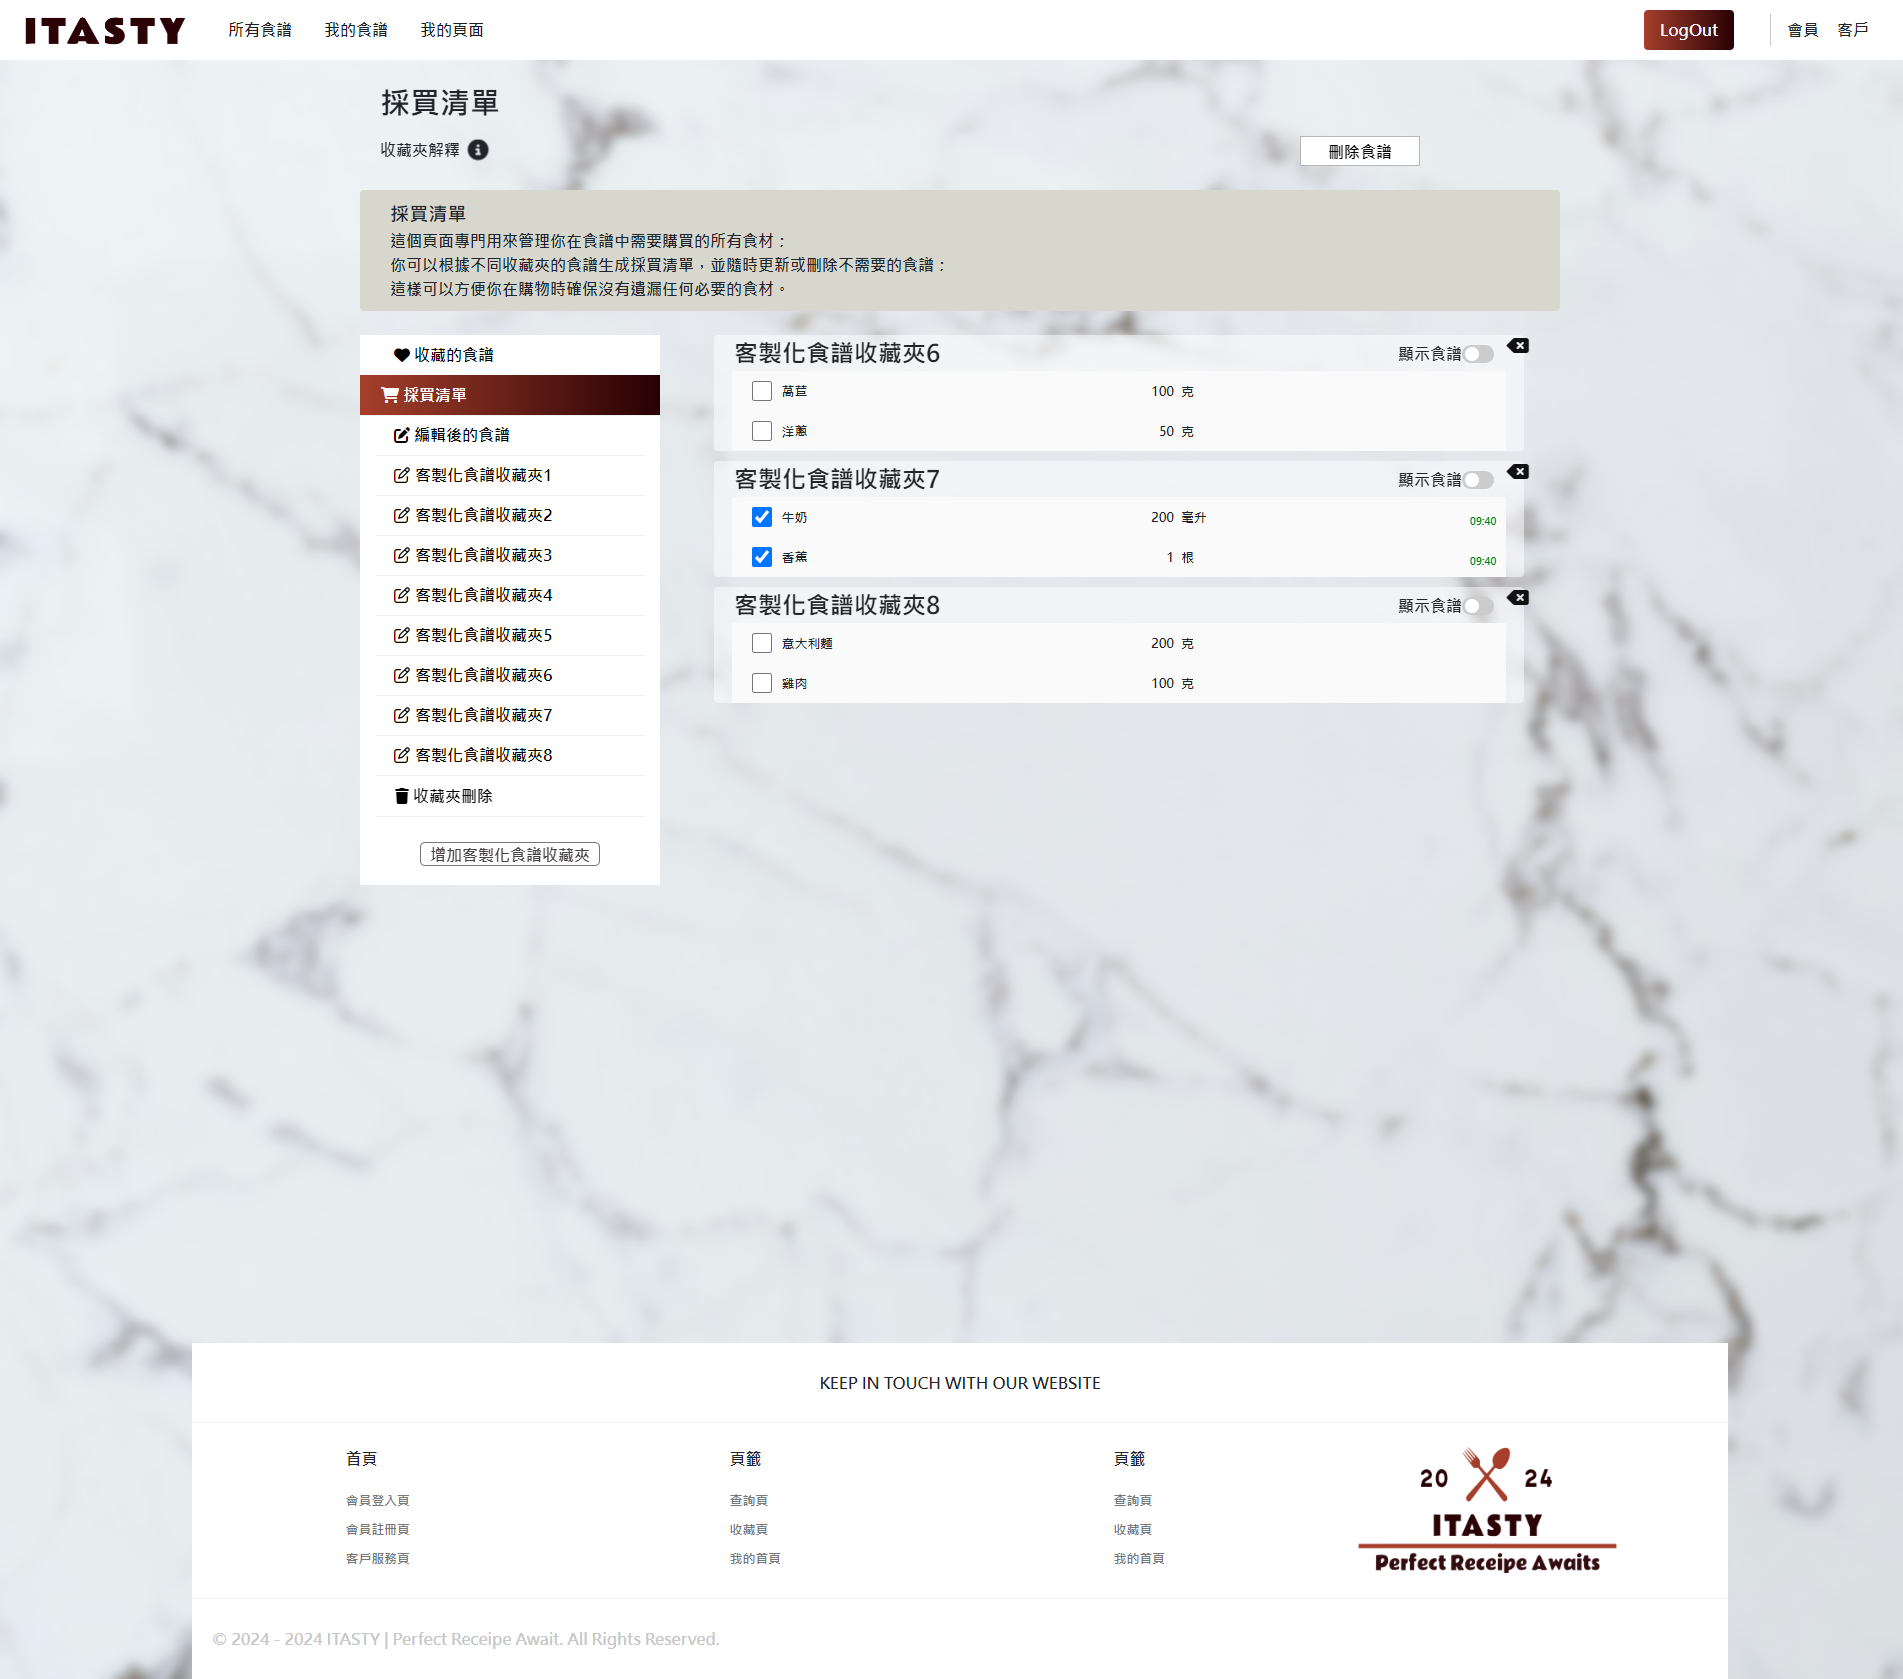 ITASTY 所有食譜 我的食譜 我的頁面 LogOut 會員 客戶
採買清單
收藏夾解釋 刪除食譜
採買清單
這個頁面專門用來管理你在食譜中需要購買的所有食材：
你可以根據不同收藏夾的食譜生成採買清單，並隨時更新或刪除不需要的食譜：
這樣可以方便你在購物時確保沒有遺漏任何必要的食材。
收藏的食譜
採買清單
編輯後的食譜
客製化食譜收藏夾1
客製化食譜收藏夾2
客製化食譜收藏夾3
客製化食譜收藏夾4
客製化食譜收藏夾5
客製化食譜收藏夾6
客製化食譜收藏夾7
客製化食譜收藏夾8
收藏夾刪除
增加客製化食譜收藏夾
客製化食譜收藏夾6 顯示食譜
萵苣 100 克
洋蔥 50 克
客製化食譜收藏夾7 顯示食譜
牛奶 200 毫升 09:40
香蕉 1 根 09:40
客製化食譜收藏夾8 顯示食譜
意大利麵 200 克
雞肉 100 克
KEEP IN TOUCH WITH OUR WEBSITE
首頁
會員登入頁
會員註冊頁
客戶服務頁
頁籤
查詢頁
收藏頁
我的首頁
頁籤
查詢頁
收藏頁
我的首頁
20 24
ITASTY
Perfect Receipe Awaits
© 2024 - 2024 ITASTY | Perfect Receipe Await. All Rights Reserved.